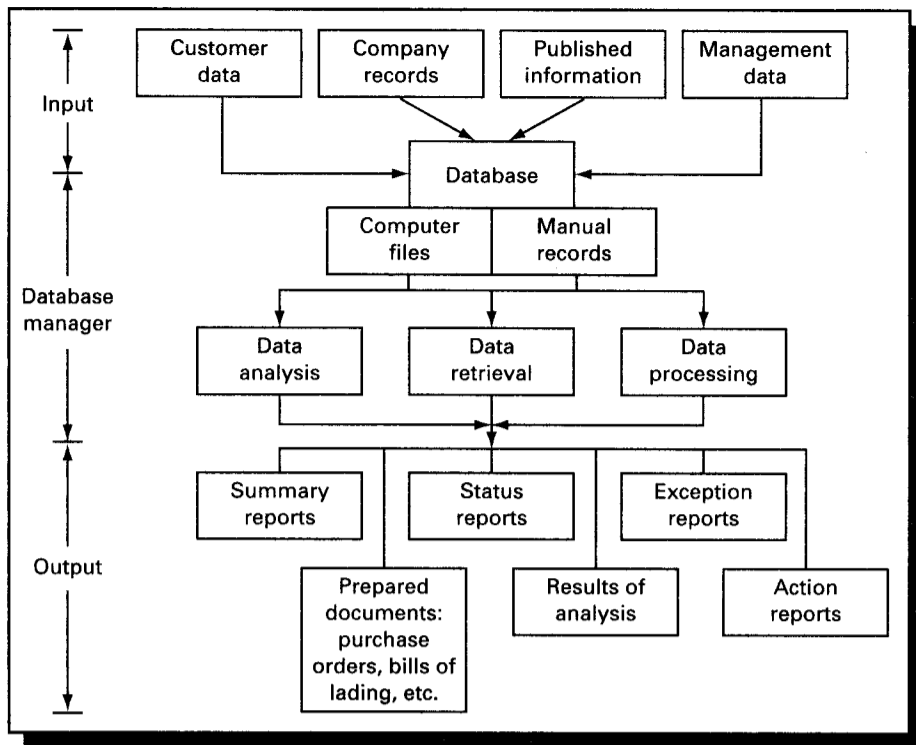 Customer
data
Company
records
Published
information
Management
data
Input
Database
Computer
files
Manual
records
Database
manager
Data
analysis
Data
retrieval
Data
processing
Summary
reports
Status
reports
Exception
reports
Output
Prepared
documents:
purchase
orders, bills of
lading, etc.
Results of
analysis
Action
reports